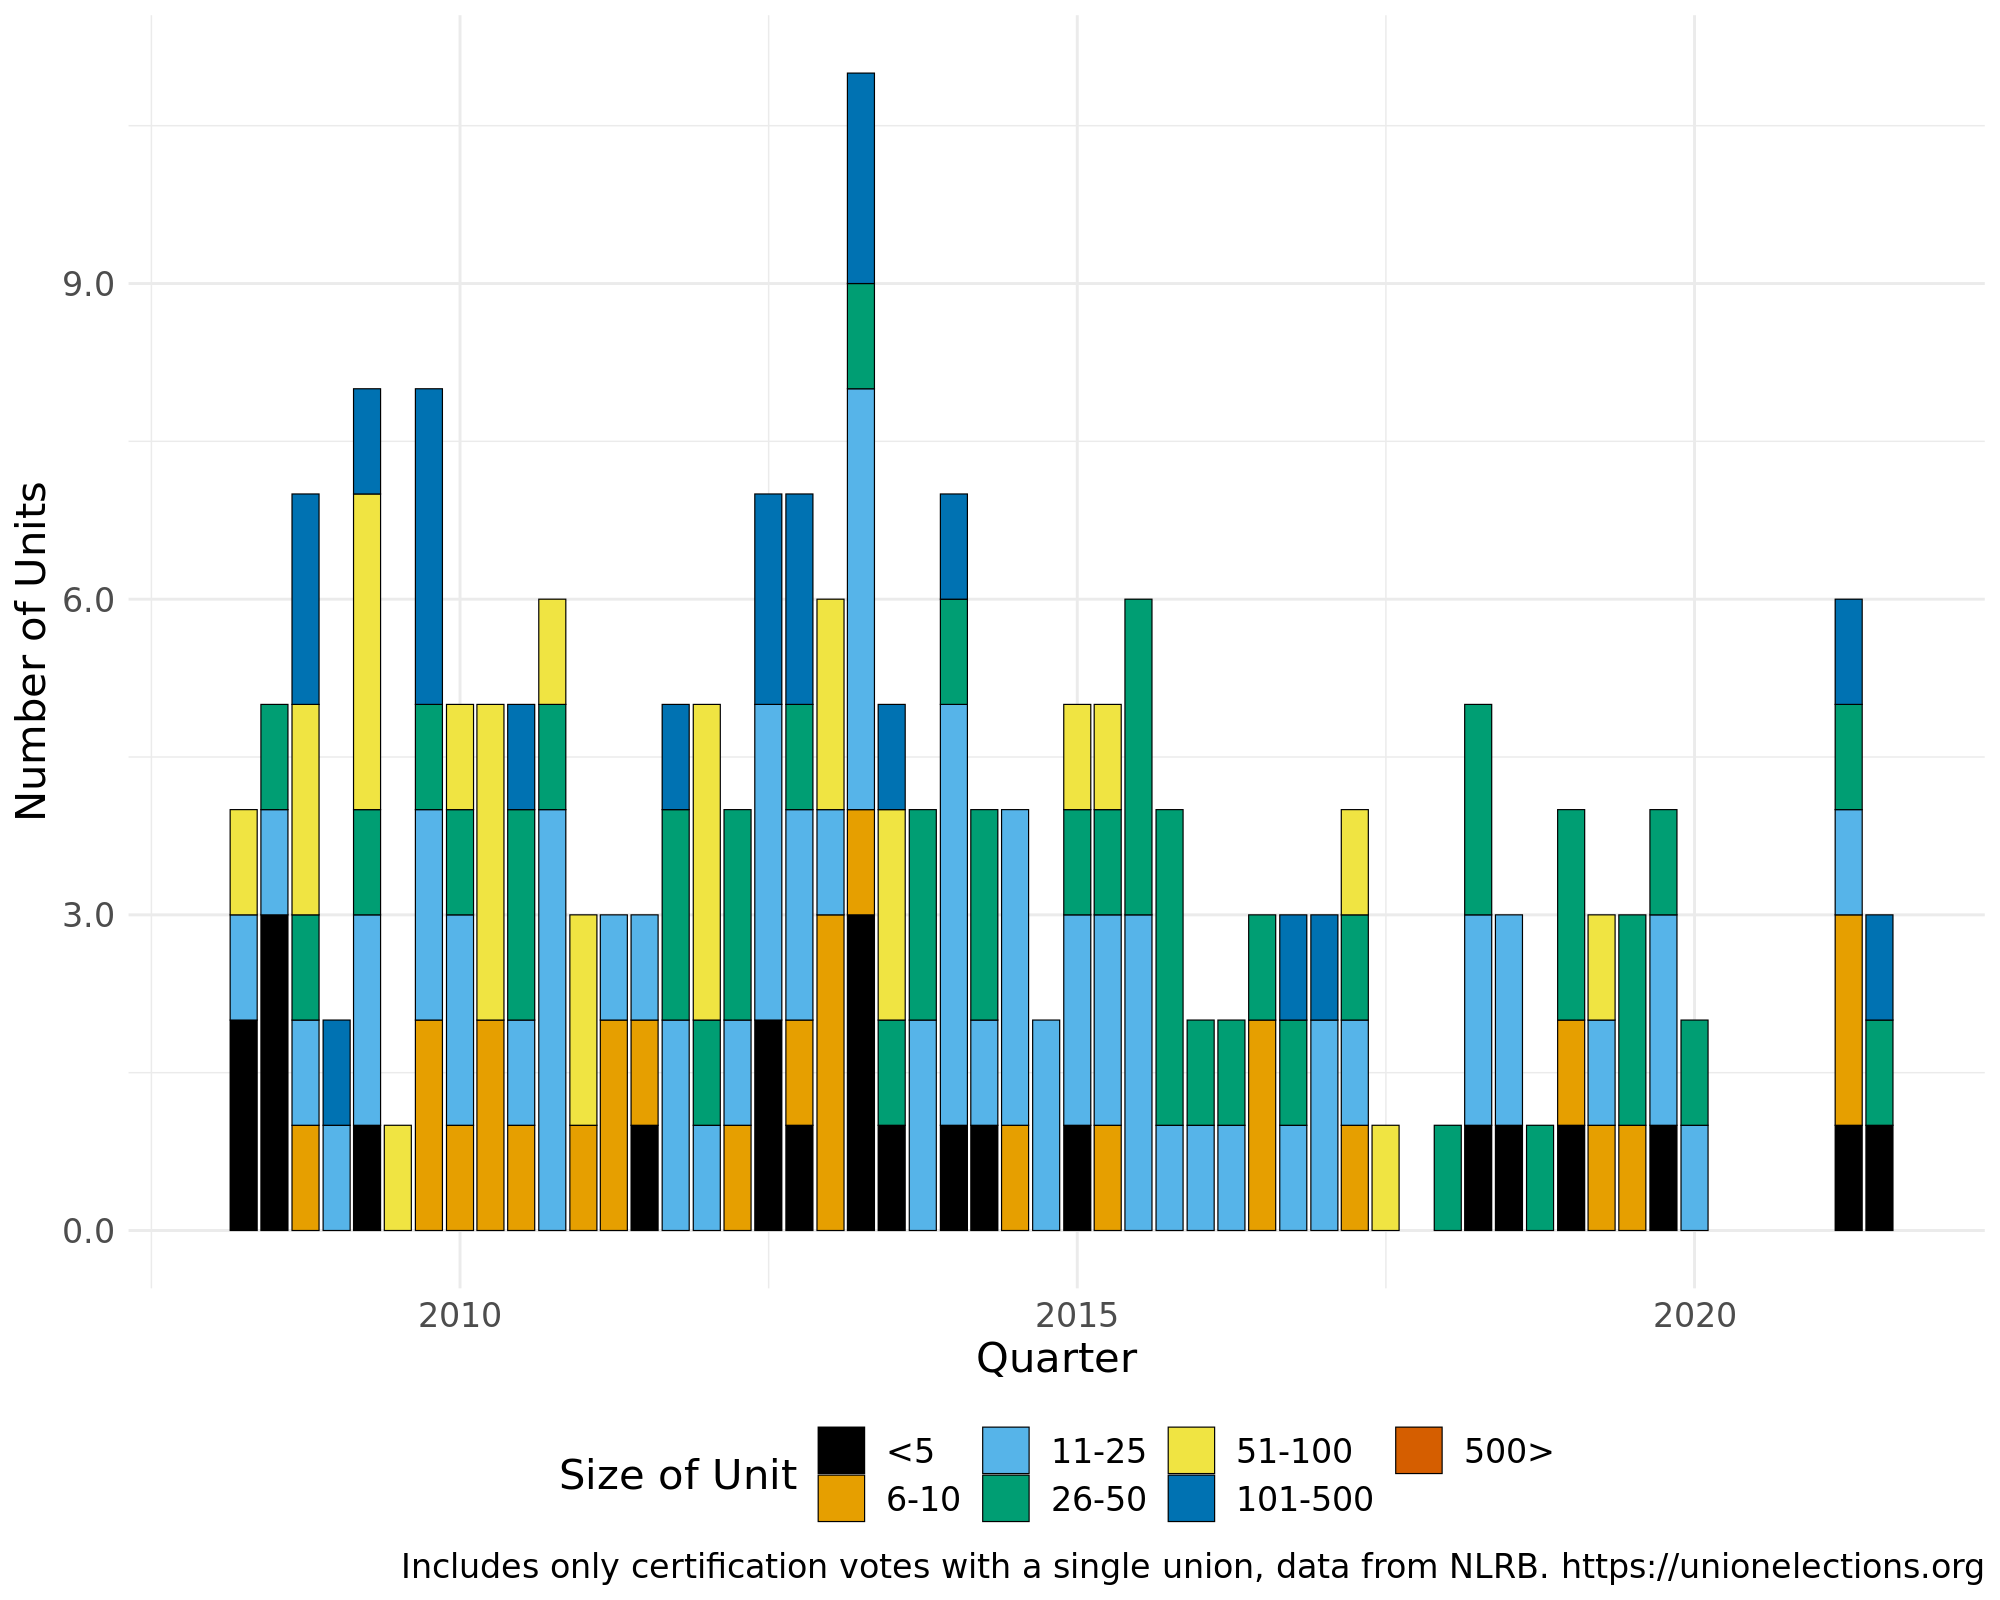 Number of Units
9.0
6.0
3.0
0.0
2010 2015 2020
Quarter
Size of Unit
<5 11-25 51-100 500>
6-10 26-50 101-500
Includes only certification votes with a single union, data from NLRB. https://unionelections.org